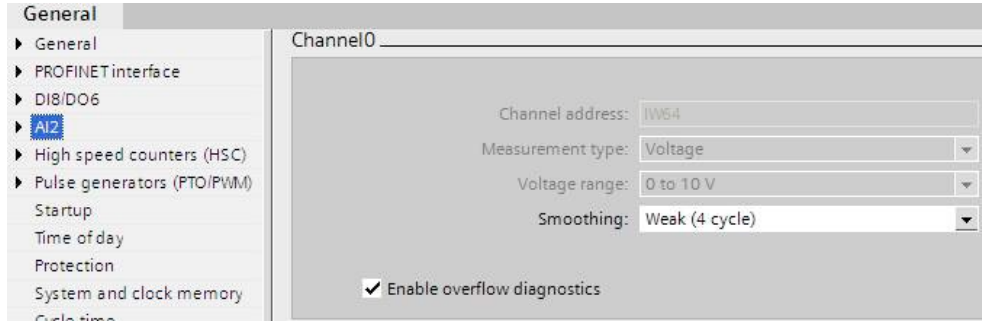 General
General
PROFINET interface
DI8/DO6
AI2
High speed counters (HSC)
Pulse generators (PTO/PWM)
Startup
Time of day
Protection
System and clock memory
Cycle time
Channel0
Channel address: IW64
Measurement type: Voltage
Voltage range: 0 to 10 V
Smoothing: Weak (4 cycle)
Enable overflow diagnostics